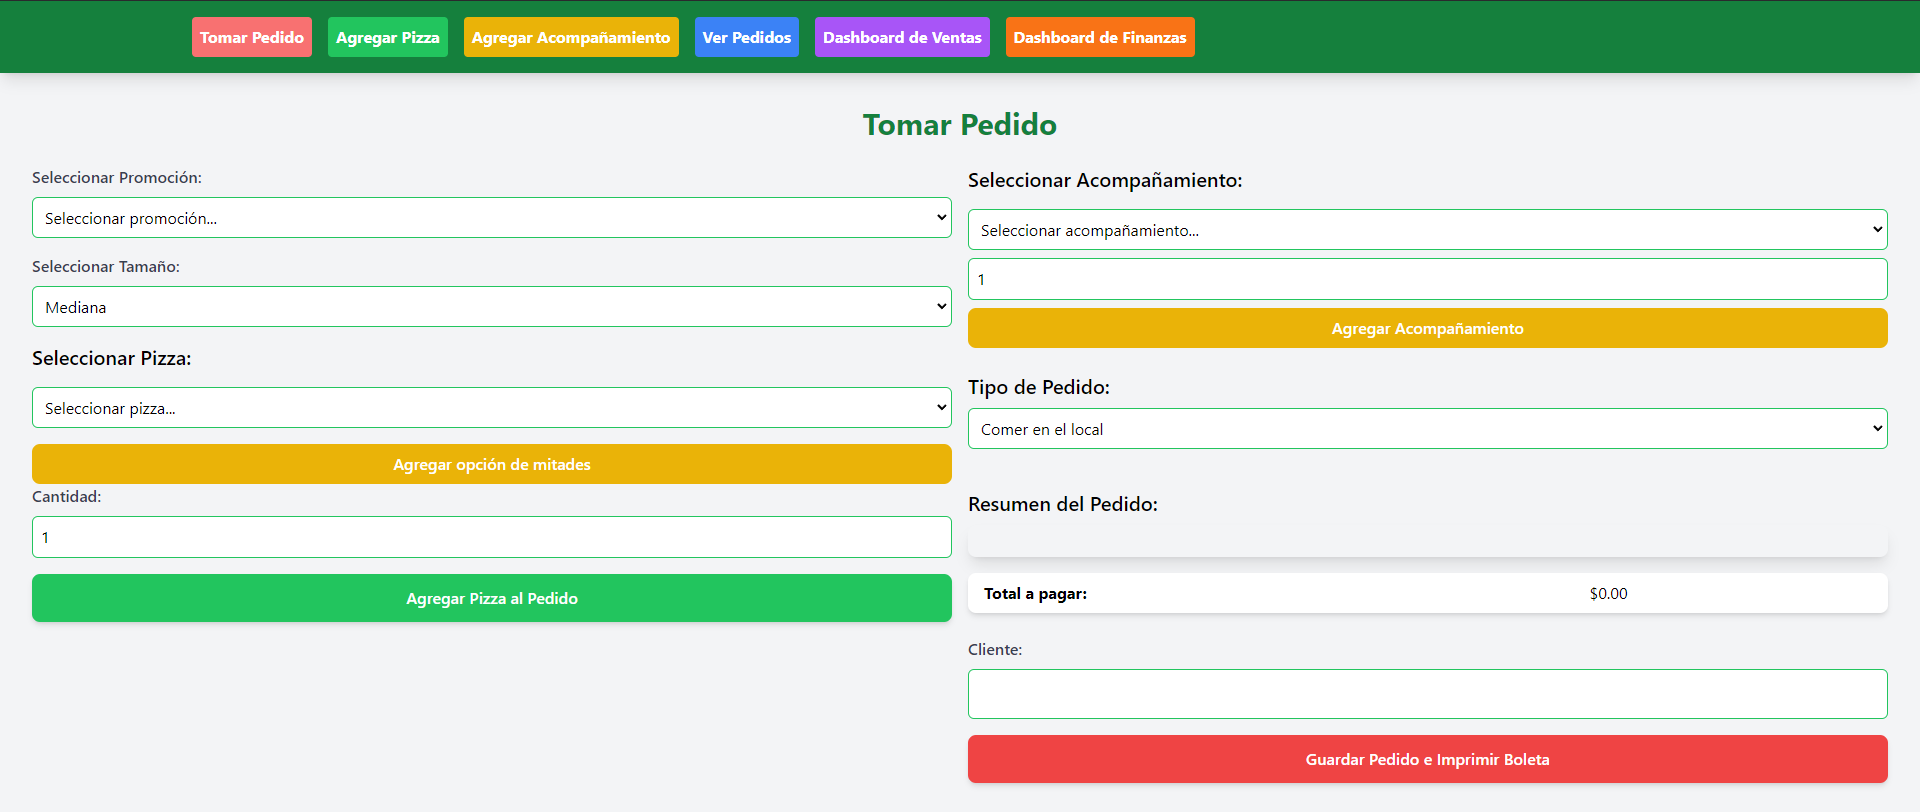 Tomar Pedido
Agregar Pizza
Agregar Acompañamiento
Ver Pedidos
Dashboard de Ventas
Dashboard de Finanzas
Tomar Pedido
Seleccionar Promoción:
Seleccionar promoción...
Seleccionar Tamaño:
Mediana
Seleccionar Pizza:
Seleccionar pizza...
Agregar opción de mitades
Cantidad:
1
Agregar Pizza al Pedido
Seleccionar Acompañamiento:
Seleccionar acompañamiento...
1
Agregar Acompañamiento
Tipo de Pedido:
Comer en el local
Resumen del Pedido:
Total a pagar: $0.00
Cliente:
Guardar Pedido e Imprimir Boleta